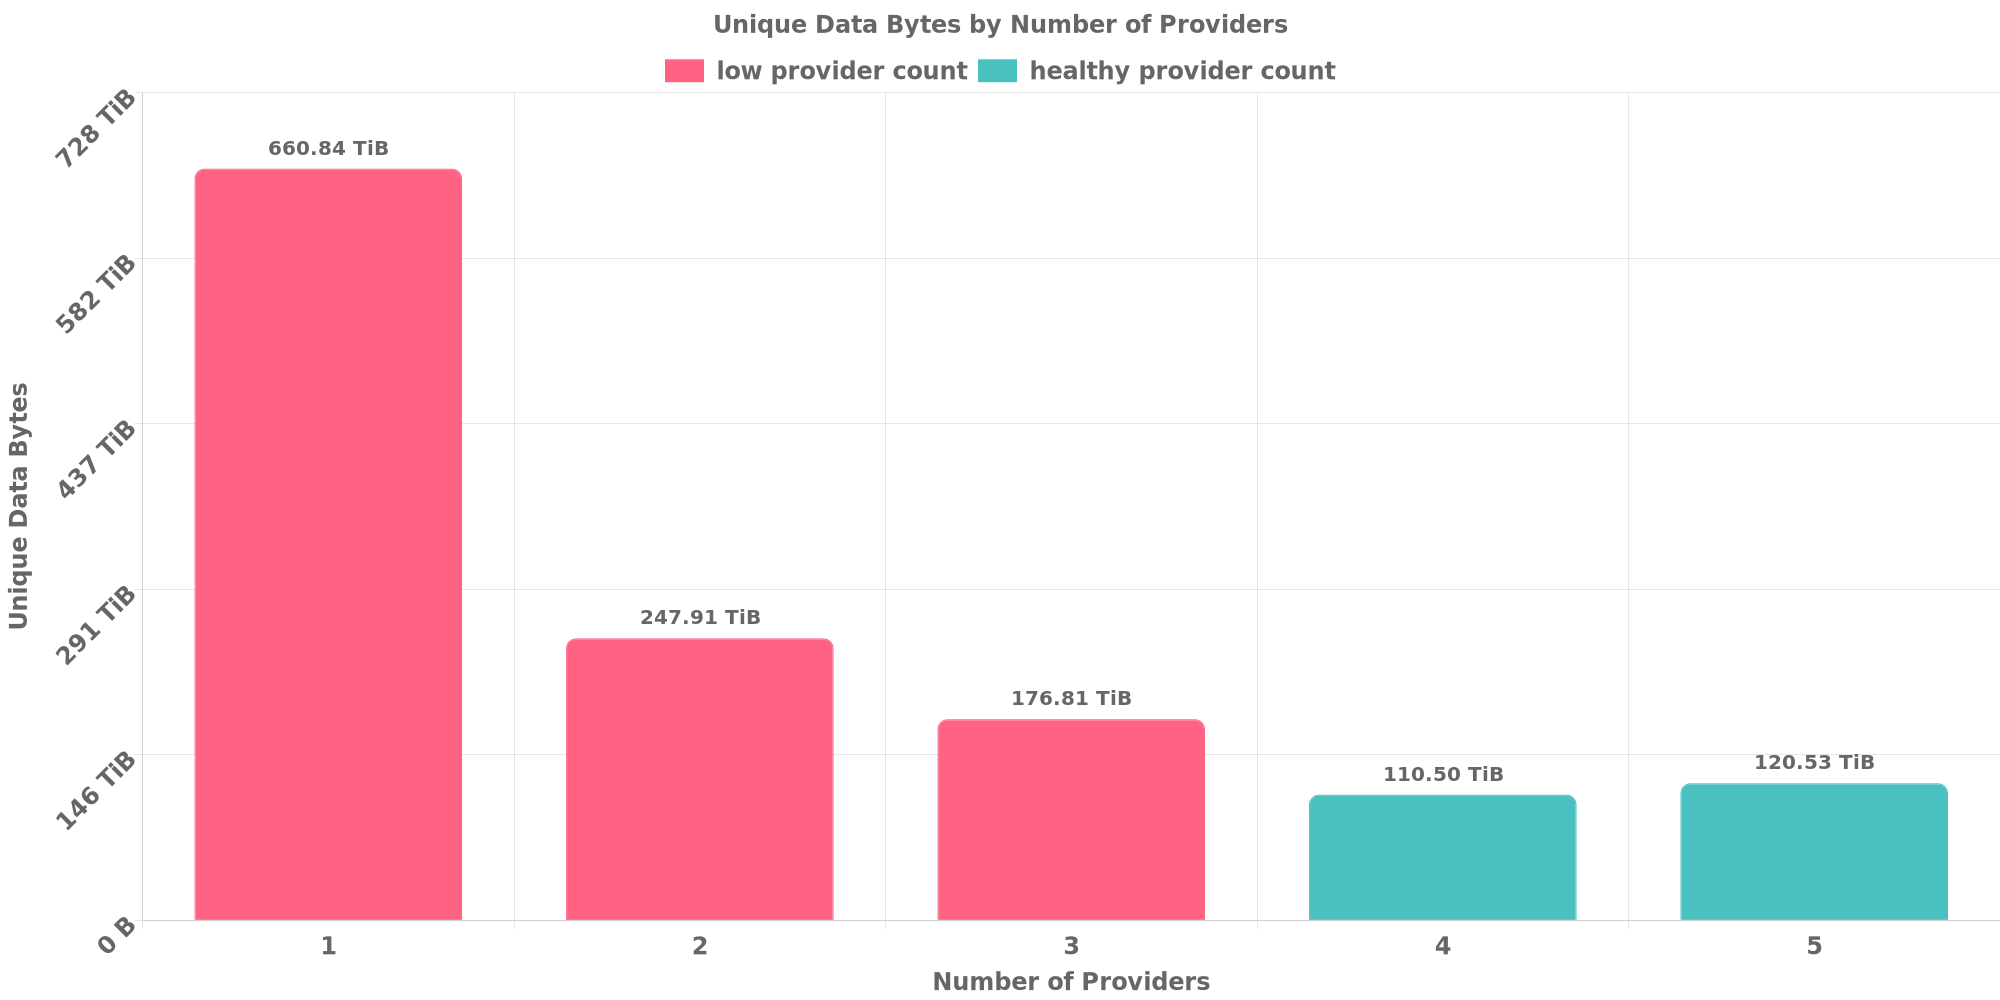 Unique Data Bytes by Number of Providers
low provider count healthy provider count
728 TiB
582 TiB
437 TiB
291 TiB
146 TiB
0 B
Unique Data Bytes
660.84 TiB
247.91 TiB
176.81 TiB
110.50 TiB
120.53 TiB
1 2 3 4 5
Number of Providers